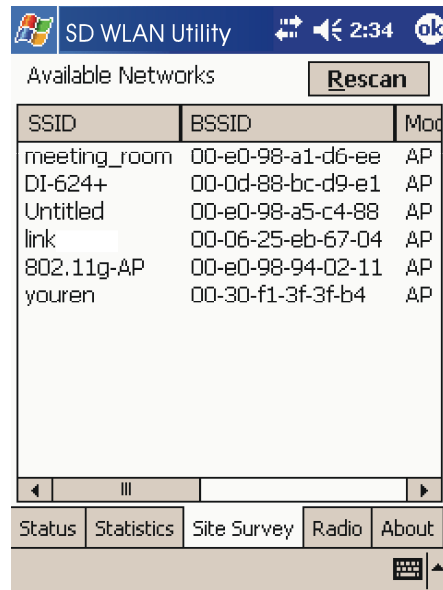 SD WLAN Utility 2:34 ok
Available Networks Rescan
SSID BSSID Mod
meeting_room 00-e0-98-a1-d6-ee AP
DI-624+ 00-0d-88-bc-d9-e1 AP
Untitled 00-e0-98-a5-c4-88 AP
link 00-06-25-eb-67-04 AP
802.11g-AP 00-e0-98-94-02-11 AP
youren 00-30-f1-3f-3f-b4 AP
Status Statistics Site Survey Radio About